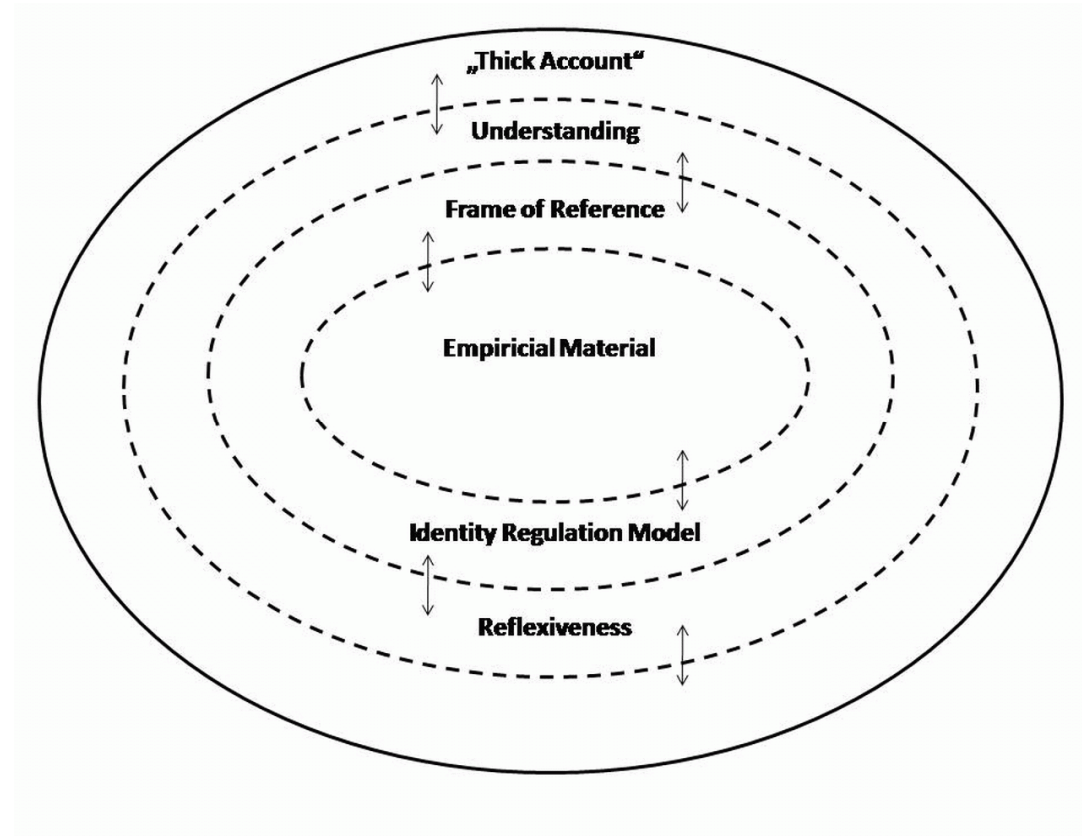 „Thick Account“
Understanding
Frame of Reference
Empiricial Material
Identity Regulation Model
Reflexiveness